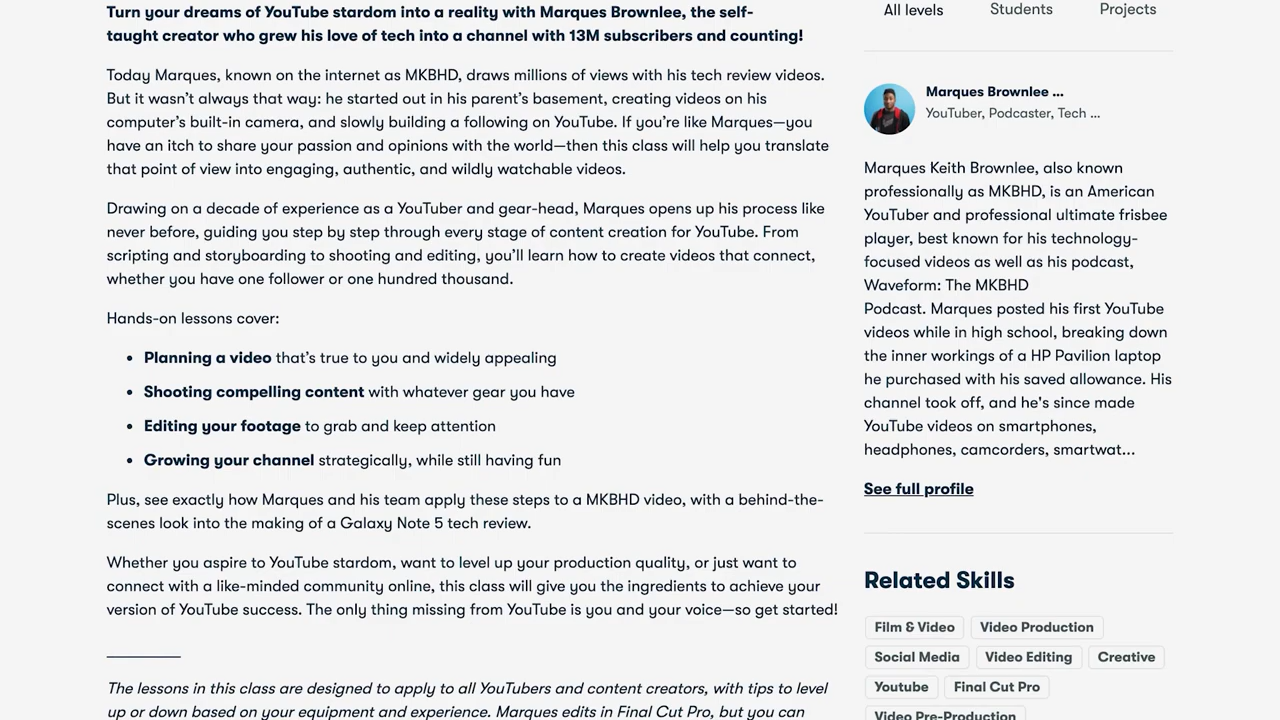 Turn your dreams of YouTube stardom into a reality with Marques Brownlee, the self-
taught creator who grew his love of tech into a channel with 13M subscribers and counting!
Today Marques, known on the internet as MKBHD, draws millions of views with his tech review videos.
But it wasn't always that way: he started out in his parent's basement, creating videos on his
computer's built-in camera, and slowly building a following on YouTube. If you're like Marques—you
have an itch to share your passion and opinions with the world—then this class will help you translate
that point of view into engaging, authentic, and wildly watchable videos.
Drawing on a decade of experience as a YouTuber and gear-head, Marques opens up his process like
never before, guiding you step by step through every stage of content creation for YouTube. From
scripting and storyboarding to shooting and editing, you'll learn how to create videos that connect,
whether you have one follower or one hundred thousand.
Hands-on lessons cover:
• Planning a video that's true to you and widely appealing
• Shooting compelling content with whatever gear you have
• Editing your footage to grab and keep attention
• Growing your channel strategically, while still having fun
Plus, see exactly how Marques and his team apply these steps to a MKBHD video, with a behind-the-
scenes look into the making of a Galaxy Note 5 tech review.
Whether you aspire to YouTube stardom, want to level up your production quality, or just want to
connect with a like-minded community online, this class will give you the ingredients to achieve your
version of YouTube success. The only thing missing from YouTube is you and your voice—so get started!
The lessons in this class are designed to apply to all YouTubers and content creators, with tips to level
up or down based on your equipment and experience. Marques edits in Final Cut Pro, but you can
All levels Students Projects
Marques Brownlee ...
YouTuber, Podcaster, Tech ...
Marques Keith Brownlee, also known
professionally as MKBHD, is an American
YouTuber and professional ultimate frisbee
player, best known for his technology-
focused videos as well as his podcast,
Waveform: The MKBHD
Podcast. Marques posted his first YouTube
videos while in high school, breaking down
the inner workings of a HP Pavilion laptop
he purchased with his saved allowance. His
channel took off, and he's since made
YouTube videos on smartphones,
headphones, camcorders, smartwat...
See full profile
Related Skills
Film & Video Video Production
Social Media Video Editing Creative
Youtube Final Cut Pro
Video Pre-Production